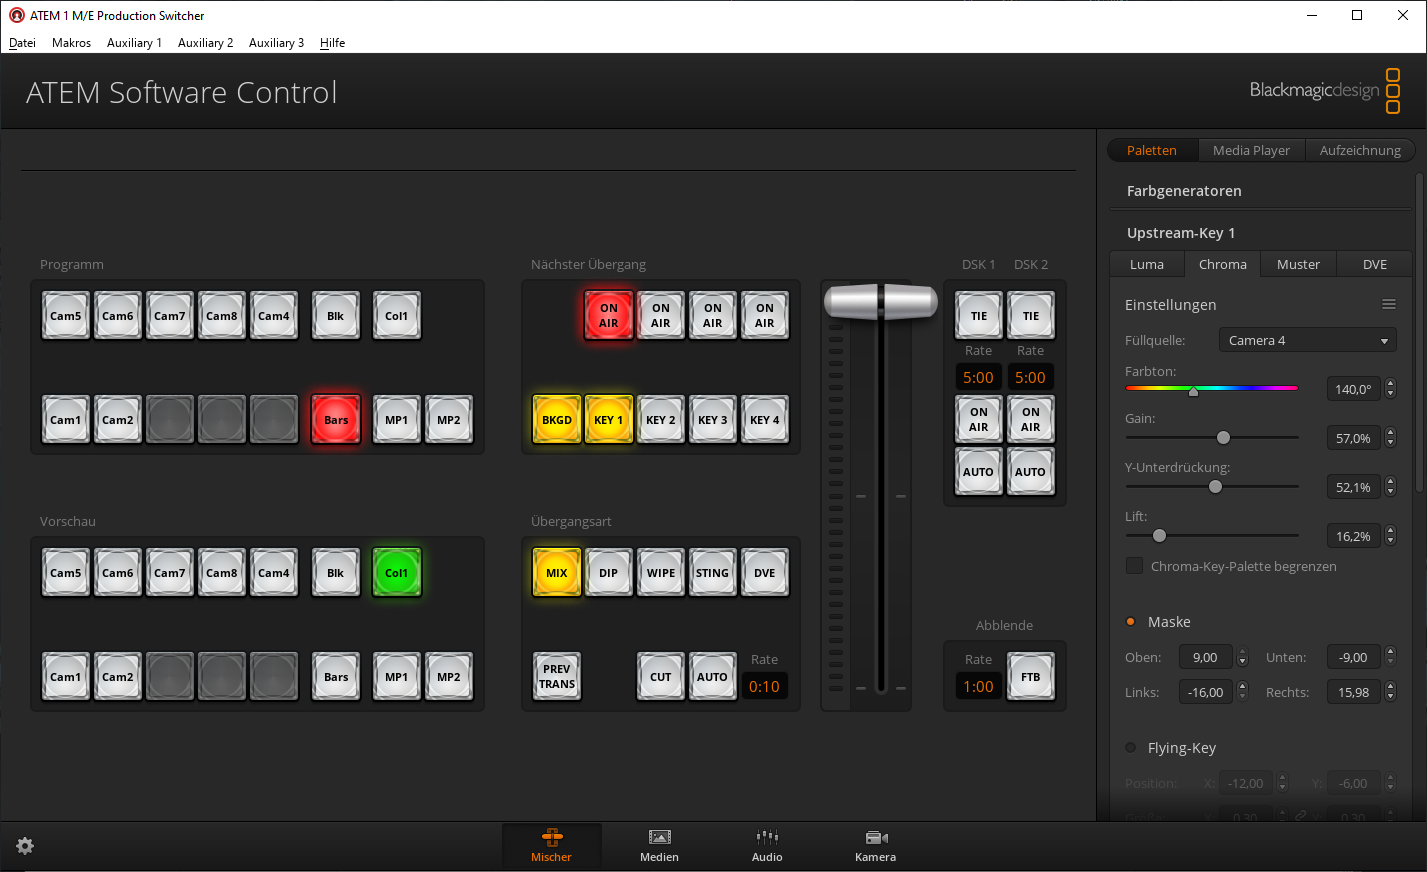 ATEM 1 M/E Production Switcher
Datei Makros Auxiliary 1 Auxiliary 2 Auxiliary 3 Hilfe
ATEM Software Control
Blackmagicdesign
Paletten Media Player Aufzeichnung
Farbgeneratoren
Upstream-Key 1
Luma Chroma Muster DVE
Einstellungen
Füllquelle: Camera 4
Farbton:
140,0°
Gain:
57,0%
Y-Unterdrückung:
52,1%
Lift:
16,2%
Chroma-Key-Palette begrenzen
Maske
Oben: 9,00 Unten: -9,00
Links: -16,00 Rechts: 15,98
Flying-Key
Position: X: -12,00 Y: -6,00
Größe: X: 0,30 Y: 0,30
Programm
Cam5 Cam6 Cam7 Cam8 Cam4 Blk Col1
Cam1 Cam2 Bars MP1 MP2
Vorschau
Cam5 Cam6 Cam7 Cam8 Cam4 Blk Col1
Cam1 Cam2 Bars MP1 MP2
Nächster Übergang
ON AIR ON AIR ON AIR ON AIR
BKGD KEY 1 KEY 2 KEY 3 KEY 4
Übergangsart
MIX DIP WIPE STING DVE
PREV TRANS CUT AUTO
Rate
0:10
DSK 1 DSK 2
TIE TIE
Rate Rate
5:00 5:00
ON AIR ON AIR
AUTO AUTO
Abblende
Rate
1:00 FTB
Mischer Medien Audio Kamera